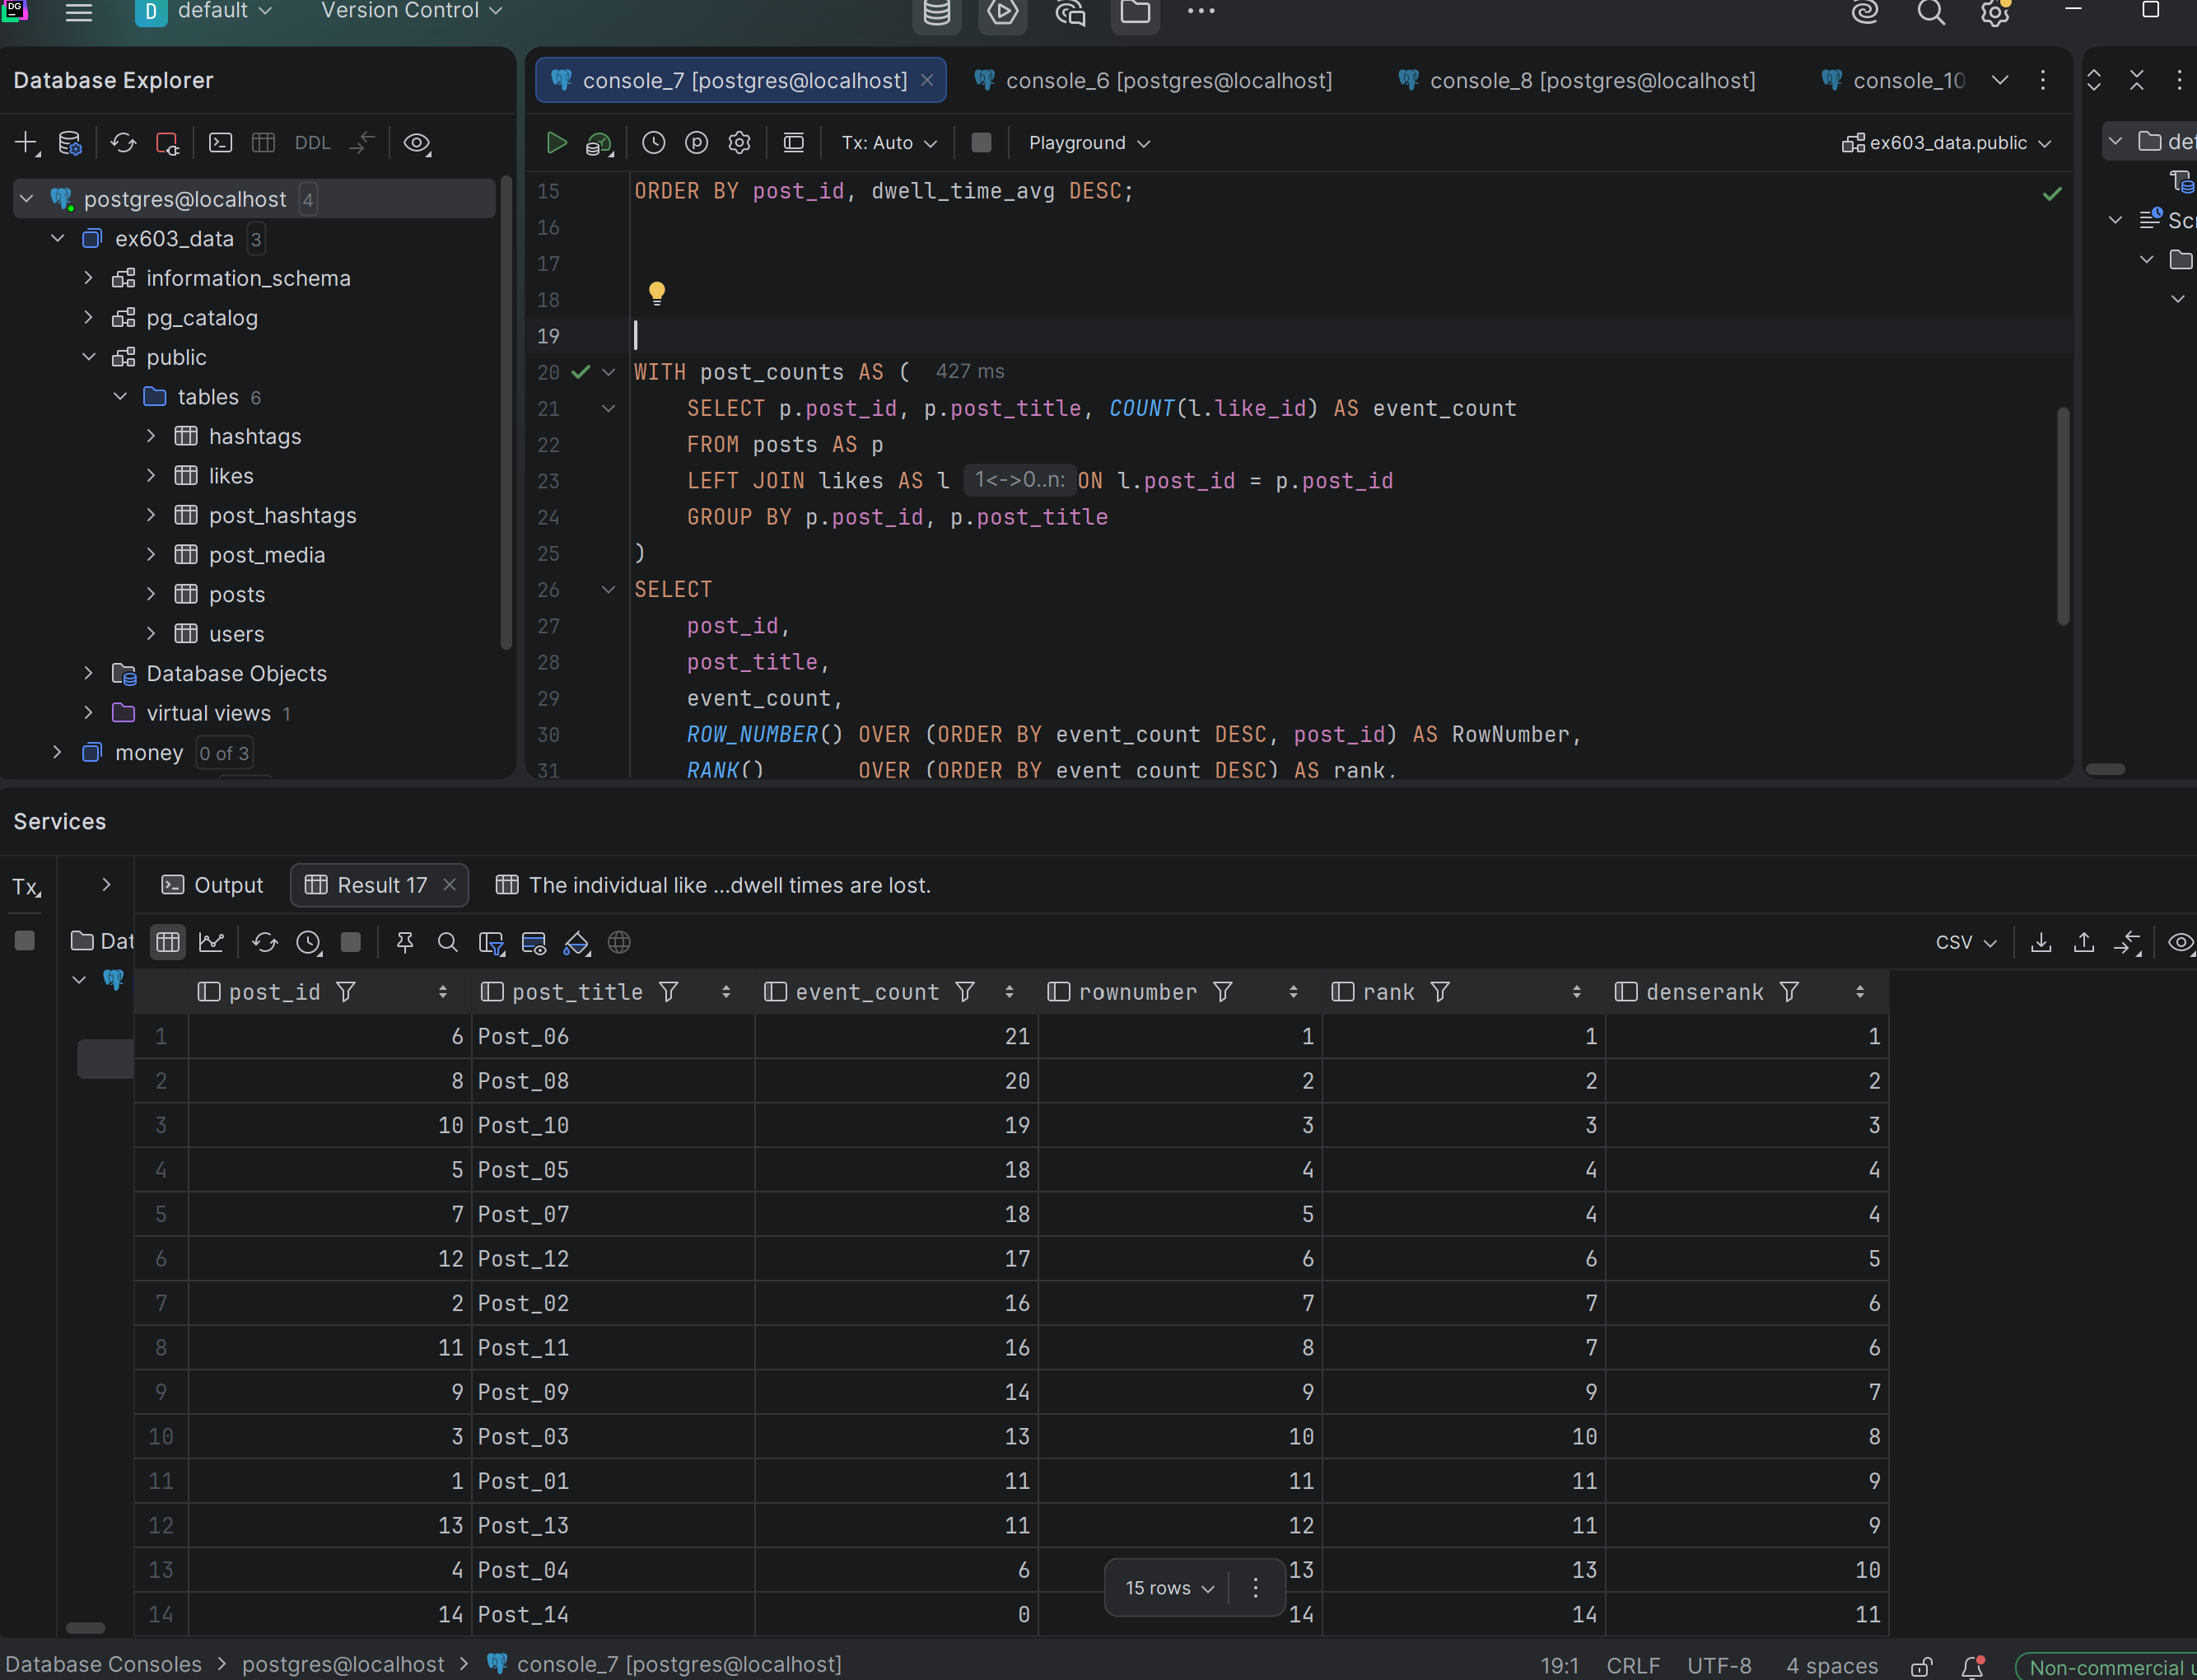 DG D default Version Control
Database Explorer
DDL
postgres@localhost 4
ex603_data 3
information_schema
pg_catalog
public
tables 6
hashtags
likes
post_hashtags
post_media
posts
users
Database Objects
virtual views 1
money 0 of 3
console_7 [postgres@localhost] console_6 [postgres@localhost] console_8 [postgres@localhost] console_10
Tx: Auto Playground ex603_data.public
15 ORDER BY post_id, dwell_time_avg DESC;
16
17
18
19
20 WITH post_counts AS ( 427 ms
21 SELECT p.post_id, p.post_title, COUNT(l.like_id) AS event_count
22 FROM posts AS p
23 LEFT JOIN likes AS l 1<->0..n: ON l.post_id = p.post_id
24 GROUP BY p.post_id, p.post_title
25 )
26 SELECT
27 post_id,
28 post_title,
29 event_count,
30 ROW_NUMBER() OVER (ORDER BY event_count DESC, post_id) AS RowNumber,
31 RANK() OVER (ORDER BY event_count DESC) AS rank,
def
Sc
Services
Tx
Dat
Output Result 17 The individual like ...dwell times are lost.
CSV
post_id post_title event_count rownumber rank denserank
1 6 Post_06 21 1 1 1
2 8 Post_08 20 2 2 2
3 10 Post_10 19 3 3 3
4 5 Post_05 18 4 4 4
5 7 Post_07 18 5 4 4
6 12 Post_12 17 6 6 5
7 2 Post_02 16 7 7 6
8 11 Post_11 16 8 7 6
9 9 Post_09 14 9 9 7
10 3 Post_03 13 10 10 8
11 1 Post_01 11 11 11 9
12 13 Post_13 11 12 11 9
13 4 Post_04 6 13 13 10
14 14 Post_14 0 14 14 11
15 rows
Database Consoles > postgres@localhost > console_7 [postgres@localhost] 19:1 CRLF UTF-8 4 spaces Non-commercial u